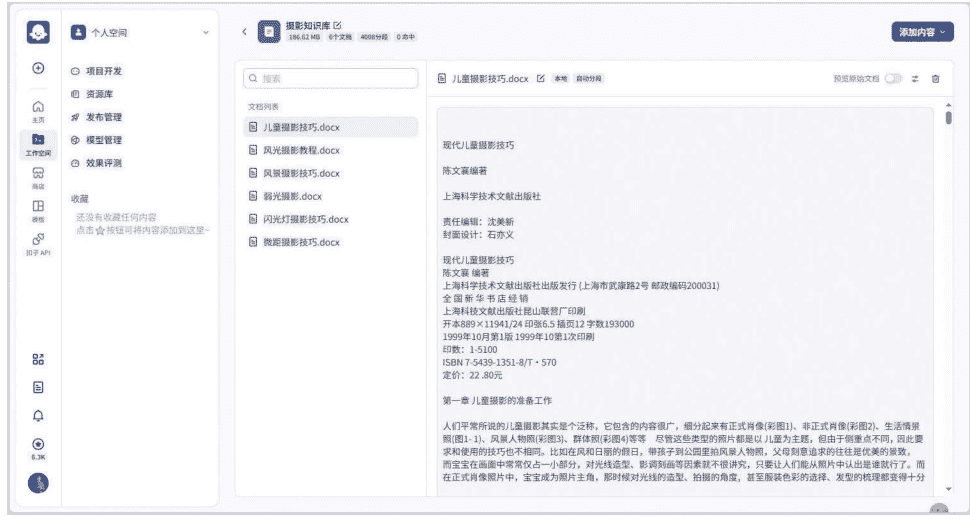 个人空间
项目开发
资源库
发布管理
模型管理
效果评测
收藏
还没有收藏任何内容
点击☆按钮可将内容添加到这里~
主页
工作空间
商店
模板
扣子 API
6.3K
摄影知识库
186.62 MB 6个文档 4008分段 0 命中
添加内容
搜索
文档列表
儿童摄影技巧.docx
风光摄影教程.docx
风景摄影技巧.docx
弱光摄影.docx
闪光灯摄影技巧.docx
微距摄影技巧.docx
儿童摄影技巧.docx 本地 自动分段
预览原始文档
现代儿童摄影技巧
陈文襄编著
上海科学技术文献出版社
责任编辑：沈美新
封面设计：石亦义
现代儿童摄影技巧
陈文襄 编著
上海科学技术文献出版社出版发行 (上海市武康路2号 邮政编码200031)
全 国 新 华 书 店 经 销
上海科技文献出版社昆山联营厂印刷
开本889×11941/24 印张6.5 插页12 字数193000
1999年10月第1版 1999年10第1次印刷
印数：1-5100
ISBN 7-5439-1351-8/T・570
定价：22 .80元
第一章 儿童摄影的准备工作
人们平常所说的儿童摄影其实是个泛称，它包含的内容很广，细分起来有正式肖像(彩图1)、非正式肖像(彩图2)、生活情景
照(图1-1)、风景人物照(彩图3)、群体照(彩图4)等等 尽管这些类型的照片都是以儿童为主题，但由于侧重点不同，因此要
求和使用的技巧也不相同。比如在风和日丽的假日，带孩子到公园里拍风景人物照，父母刻意追求的往往是优美的景致，
而宝宝在画面中常常仅占一小部分，对光线造型、影调刻画等因素就不很讲究，只要让人们能从照片中认出是谁就行了。而
在正式肖像照片中，宝宝成为照片主角，那时候对光线的造型、拍摄的角度，甚至服装色彩的选择、发型的梳理都变得十分